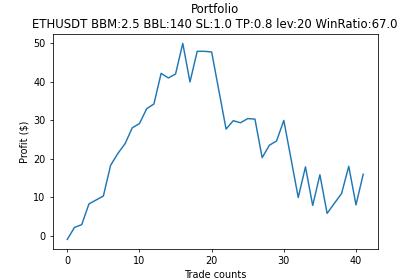 Portfolio
ETHUSDT BBM:2.5 BBL:140 SL:1.0 TP:0.8 lev:20 WinRatio:67.0
50
40
30
20
10
0
Profit ($)
0 10 20 30 40
Trade counts